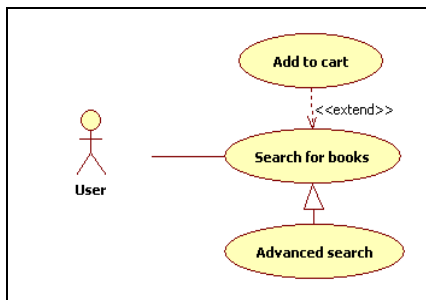 Add to cart
<<extend>>
Search for books
User
Advanced search